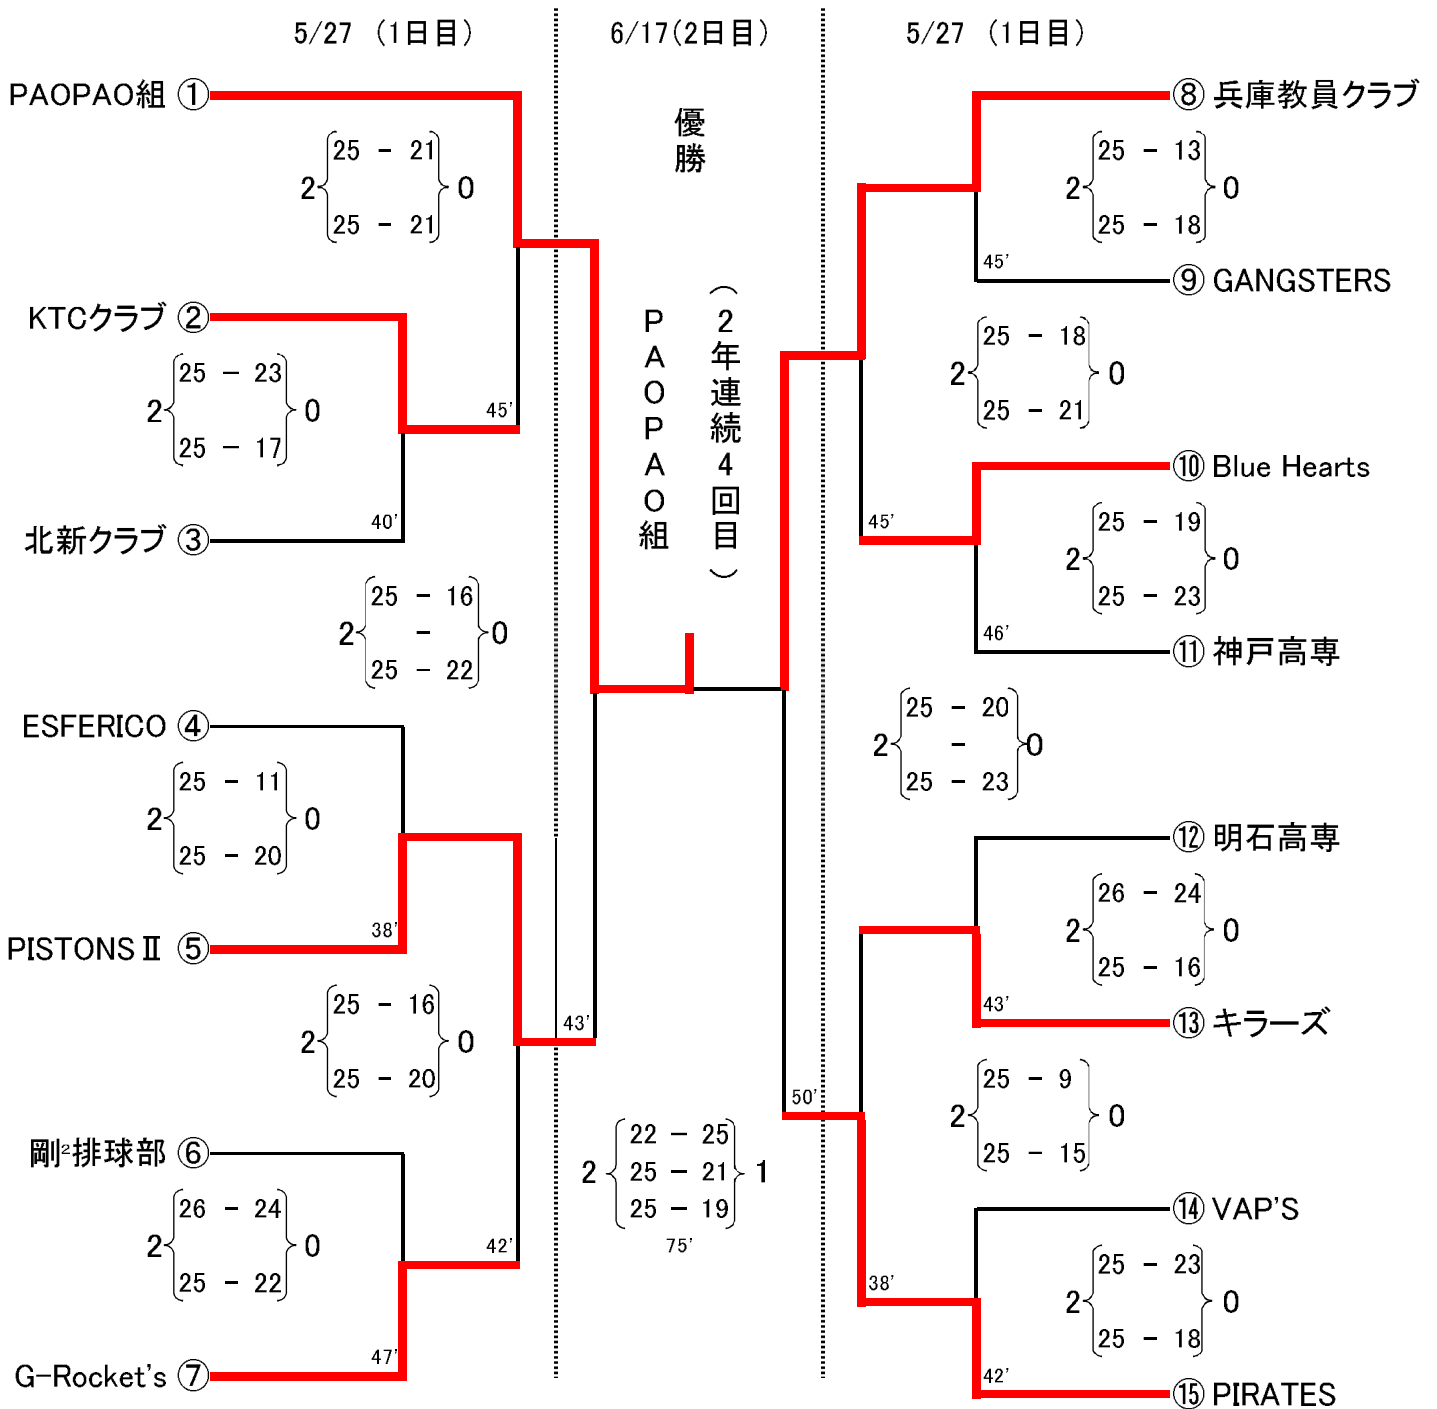 5/27 (1日目)
6/17(2日目)
5/27 (1日目)
優勝
PAOPAO組
(2年連続4回目)
PAOPAO組 ①
25 - 21
2 0
25 - 21
45'
KTCクラブ ②
25 - 23
2 0
25 - 17
40'
北新クラブ ③
25 - 16
2 - 0
25 - 22
43'
ESFERICO ④
25 - 11
2 0
25 - 20
38'
PISTONSⅡ ⑤
25 - 16
2 0
25 - 20
42'
剛²排球部 ⑥
26 - 24
2 0
25 - 22
47'
G-Rocket's ⑦
22 - 25
2 25 - 21 1
25 - 19
75'
⑧ 兵庫教員クラブ
25 - 13
2 0
25 - 18
45'
⑨ GANGSTERS
25 - 18
2 0
25 - 21
45'
⑩ Blue Hearts
25 - 19
2 0
25 - 23
46'
⑪ 神戸高専
25 - 20
2 - 0
25 - 23
50'
⑫ 明石高専
26 - 24
2 0
25 - 16
43'
⑬ キラーズ
25 - 9
2 0
25 - 15
38'
⑭ VAP'S
25 - 23
2 0
25 - 18
42'
⑮ PIRATES